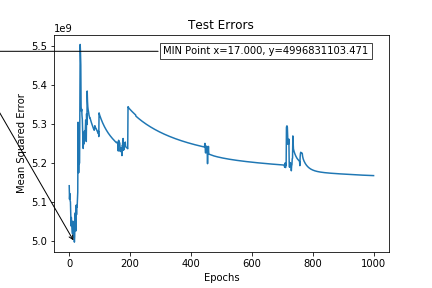 Test Errors
1e9
MIN Point x=17.000, y=4996831103.471
5.5
5.4
5.3
5.2
5.1
5.0
Mean Squared Error
0
200
400
600
800
1000
Epochs